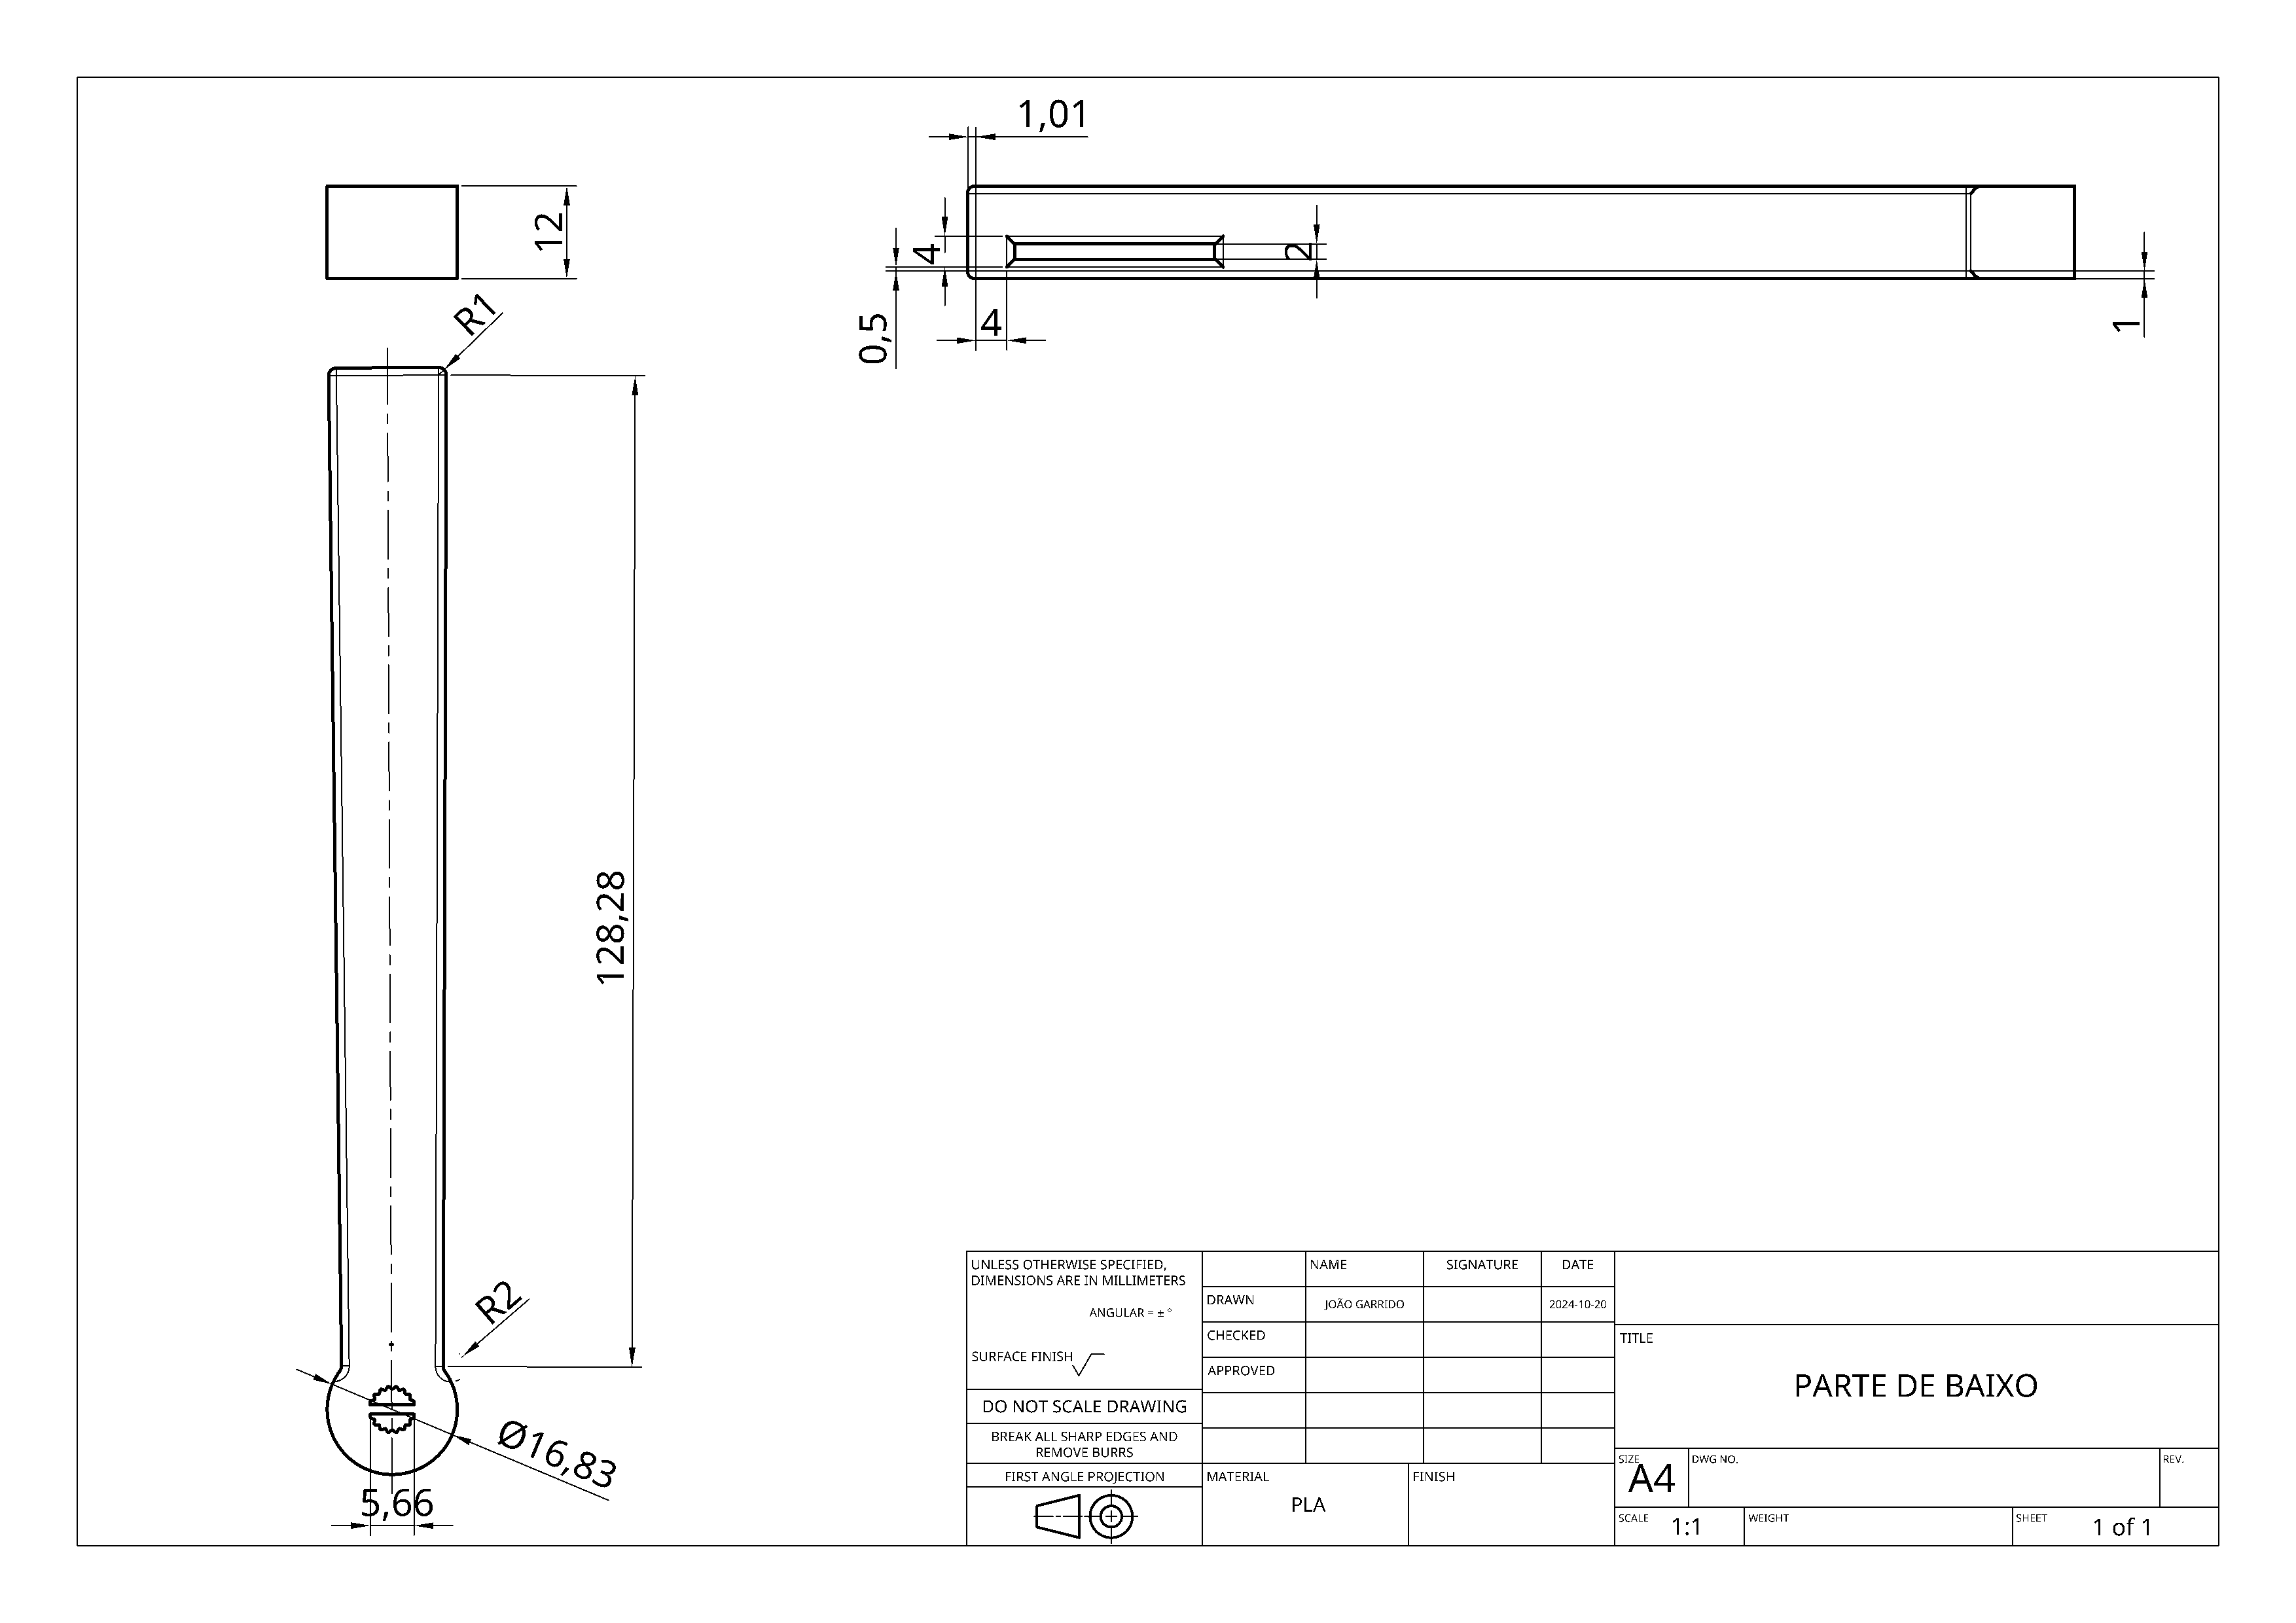 1,01
12
4
2
0,5
4
1
R1
128,28
R2
Ø16,83
5,66
UNLESS OTHERWISE SPECIFIED,
DIMENSIONS ARE IN MILLIMETERS
ANGULAR = ± °
SURFACE FINISH
DO NOT SCALE DRAWING
BREAK ALL SHARP EDGES AND
REMOVE BURRS
FIRST ANGLE PROJECTION
NAME
SIGNATURE
DATE
DRAWN
JOÃO GARRIDO
2024-10-20
CHECKED
APPROVED
MATERIAL
PLA
FINISH
TITLE
PARTE DE BAIXO
SIZE
A4
DWG NO.
REV.
SCALE
1:1
WEIGHT
SHEET
1 of 1